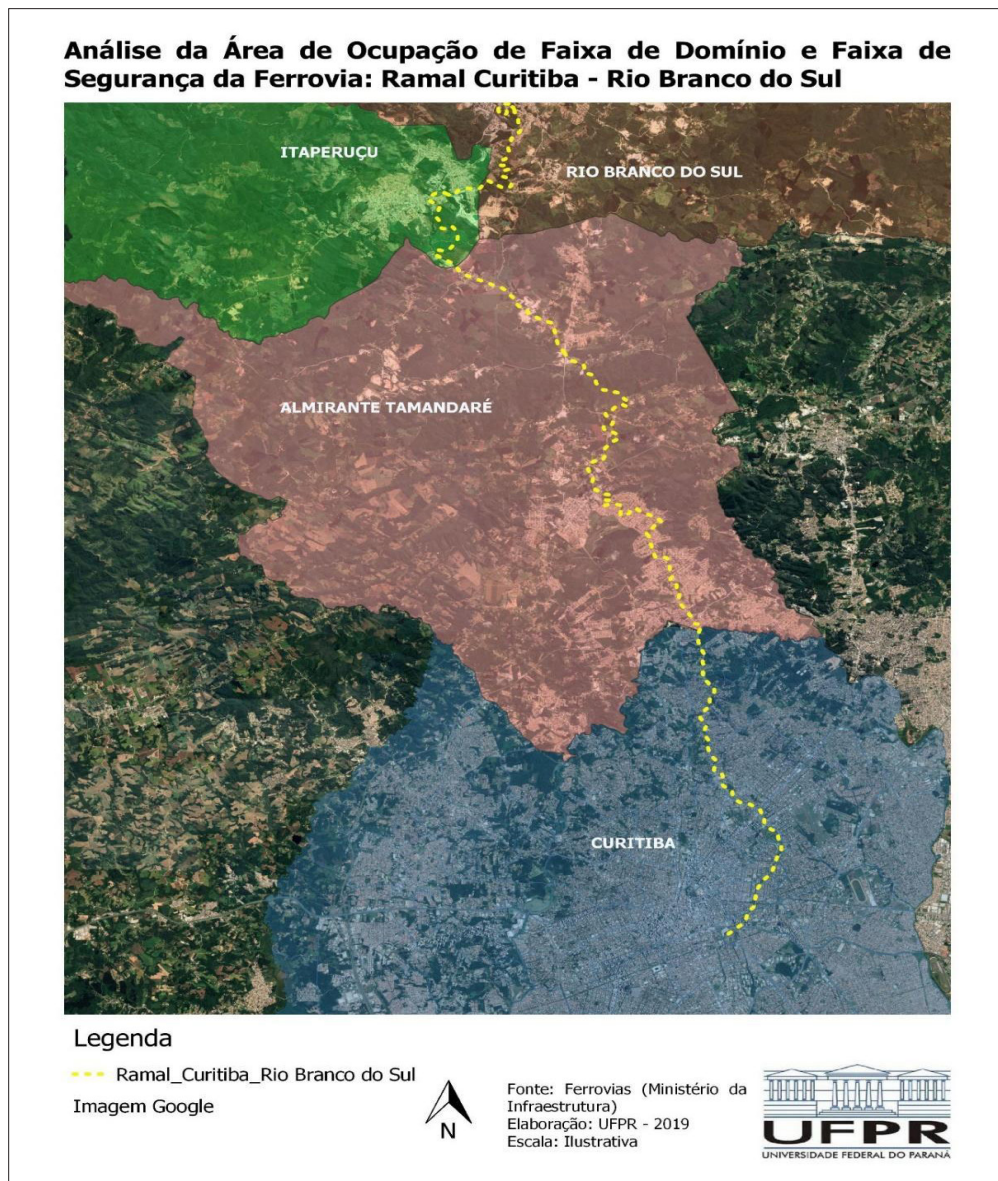 Análise da Área de Ocupação de Faixa de Domínio e Faixa de
Segurança da Ferrovia: Ramal Curitiba - Rio Branco do Sul
ITAPERUÇU
RIO BRANCO DO SUL
ALMIRANTE TAMANDARÉ
CURITIBA
Legenda
Ramal_Curitiba_Rio Branco do Sul
Imagem Google
N
Fonte: Ferrovias (Ministério da
Infraestrutura)
Elaboração: UFPR - 2019
Escala: Ilustrativa
UFPR
UNIVERSIDADE FEDERAL DO PARANÁ